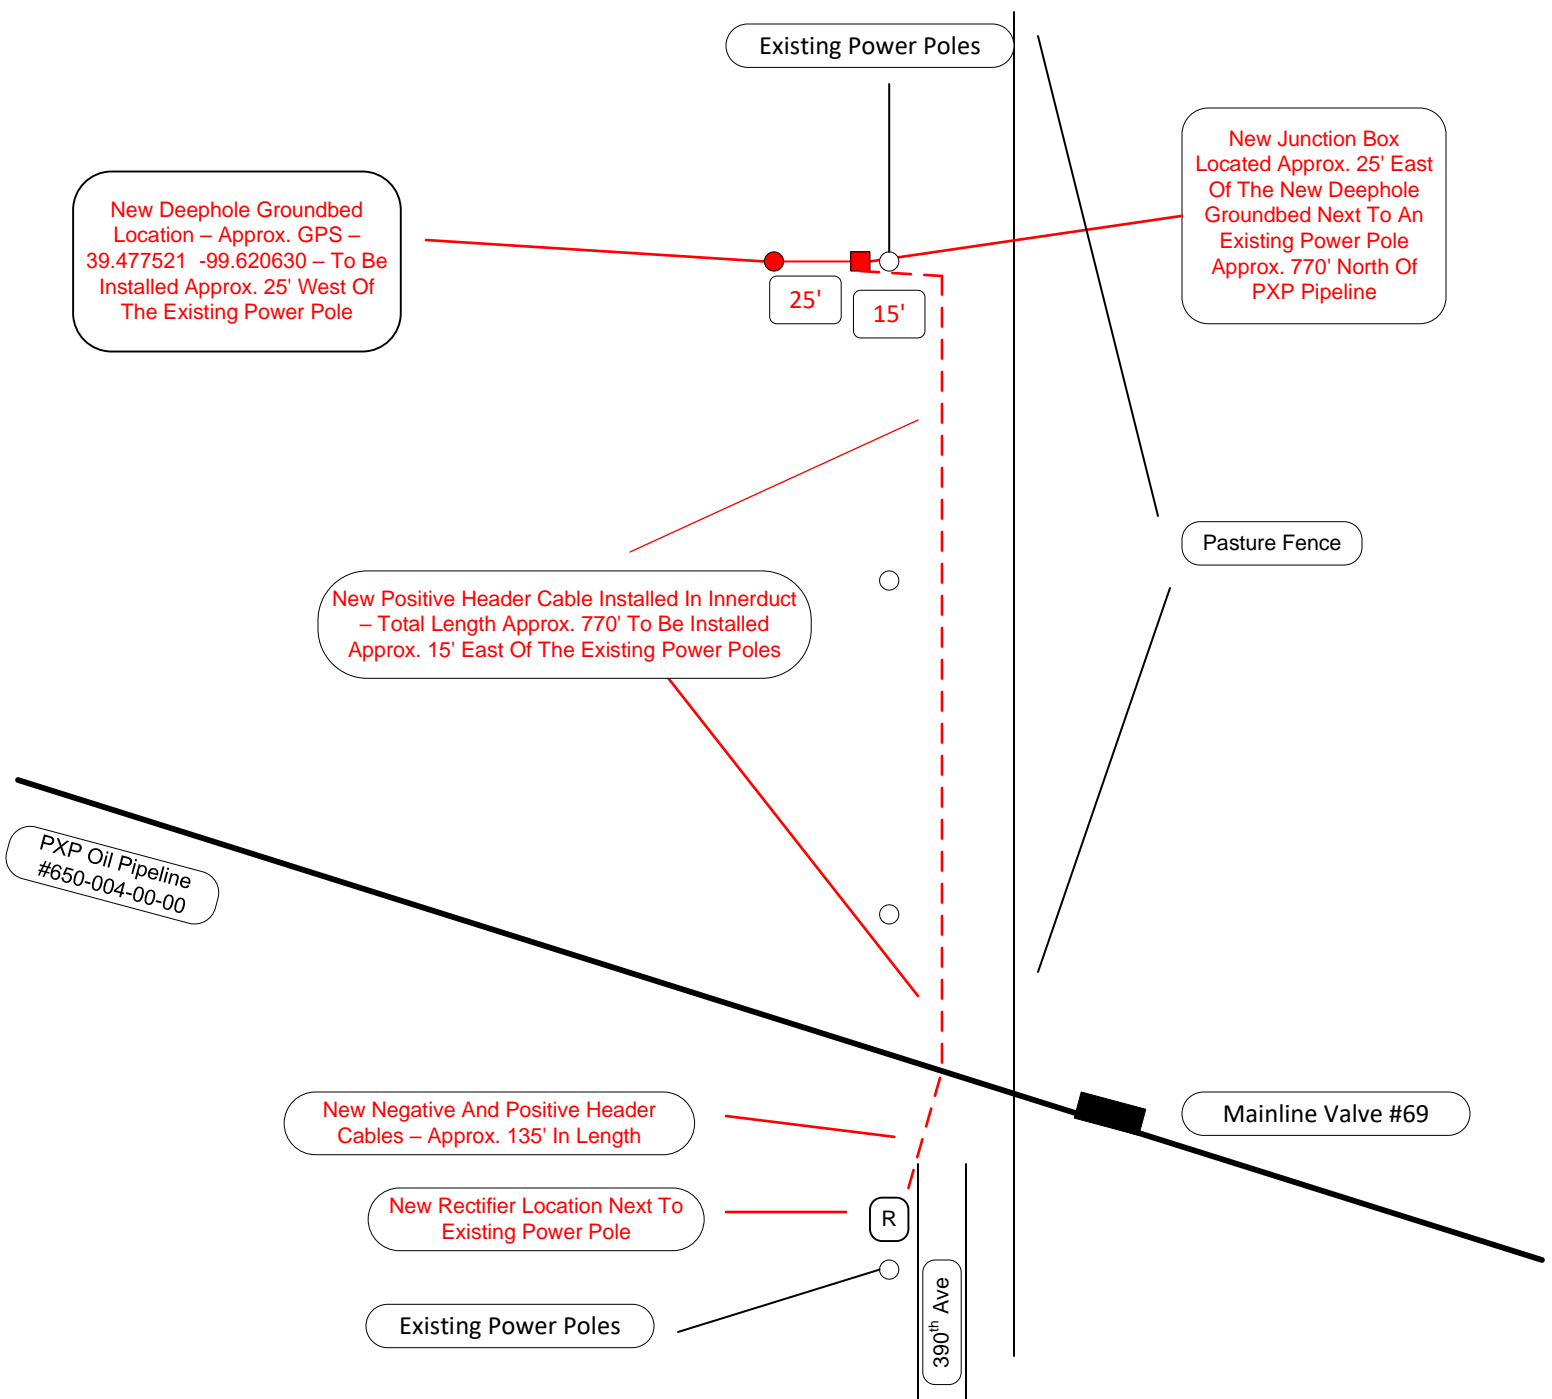 Existing Power Poles
New Junction Box
Located Approx. 25' East
Of The New Deephole
Groundbed Next To An
Existing Power Pole
Approx. 770' North Of
PXP Pipeline
New Deephole Groundbed
Location – Approx. GPS –
39.477521 -99.620630 – To Be
Installed Approx. 25' West Of
The Existing Power Pole
25'
15'
Pasture Fence
New Positive Header Cable Installed In Innerduct
– Total Length Approx. 770' To Be Installed
Approx. 15' East Of The Existing Power Poles
PXP Oil Pipeline
#650-004-00-00
New Negative And Positive Header
Cables – Approx. 135' In Length
Mainline Valve #69
New Rectifier Location Next To
Existing Power Pole
R
Existing Power Poles
390th Ave